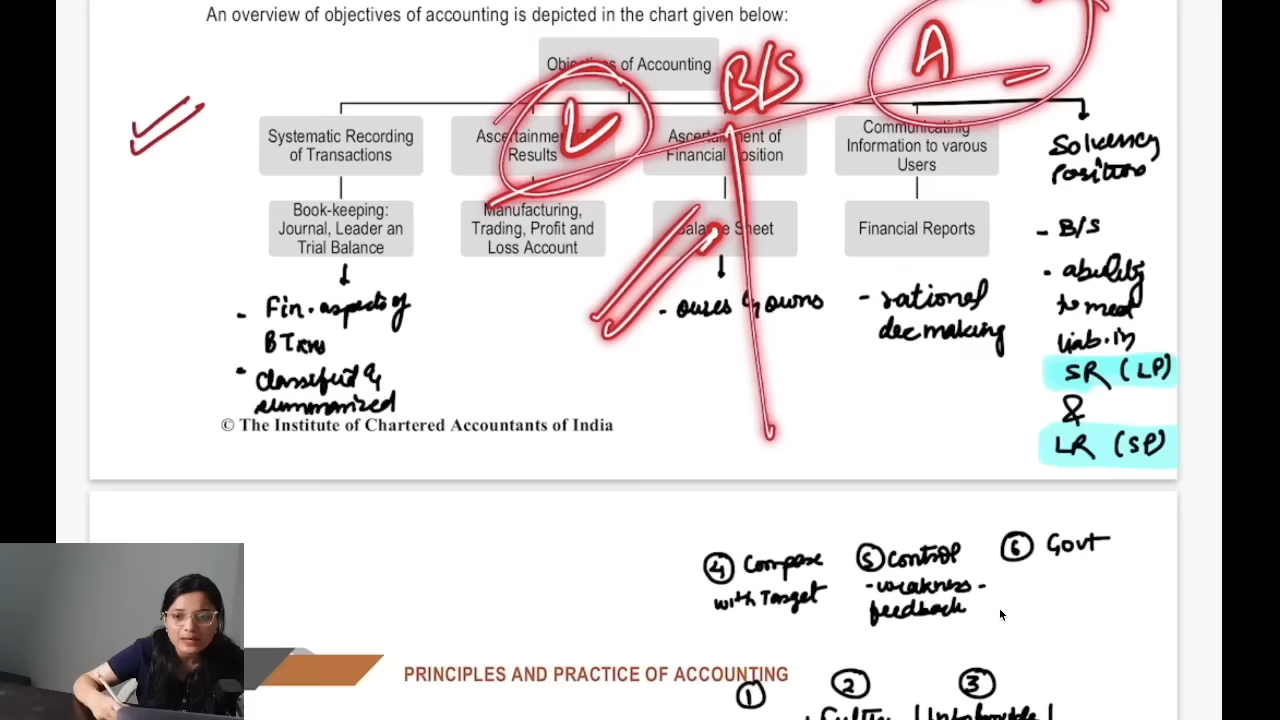 An overview of objectives of accounting is depicted in the chart given below:
Objectives of Accounting
B/S
A
L
Systematic Recording
of Transactions
Ascertainment of
Results
Ascertainment of
Financial Position
Communicating
Information to varous
Users
Solvency
Position
Book-keeping:
Journal, Leader an
Trial Balance
Manufacturing,
Trading, Profit and
Loss Account
Balance Sheet
Financial Reports
- Fin. aspects of
B Txns
• Classified &
summarized
- owes & owns
- rational
dec making
- B/S
• ability
to meet
liab. in
SR (LP)
&
LR (SP)
© The Institute of Chartered Accountants of India
④ Compare
with Target
⑤ control
- weakness -
feedback
⑥ Govt
PRINCIPLES AND PRACTICE OF ACCOUNTING
① ② ③